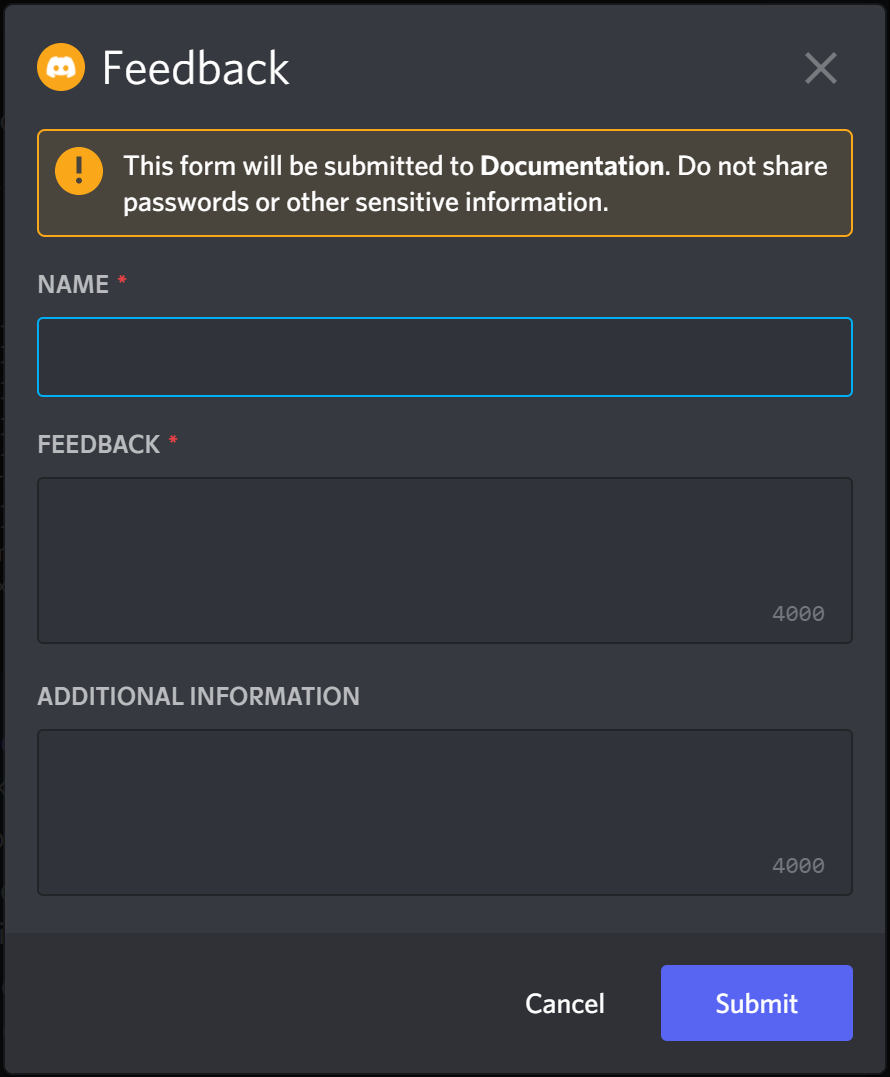 Feedback
This form will be submitted to Documentation. Do not share
passwords or other sensitive information.
NAME *
FEEDBACK *
4000
ADDITIONAL INFORMATION
4000
Cancel
Submit